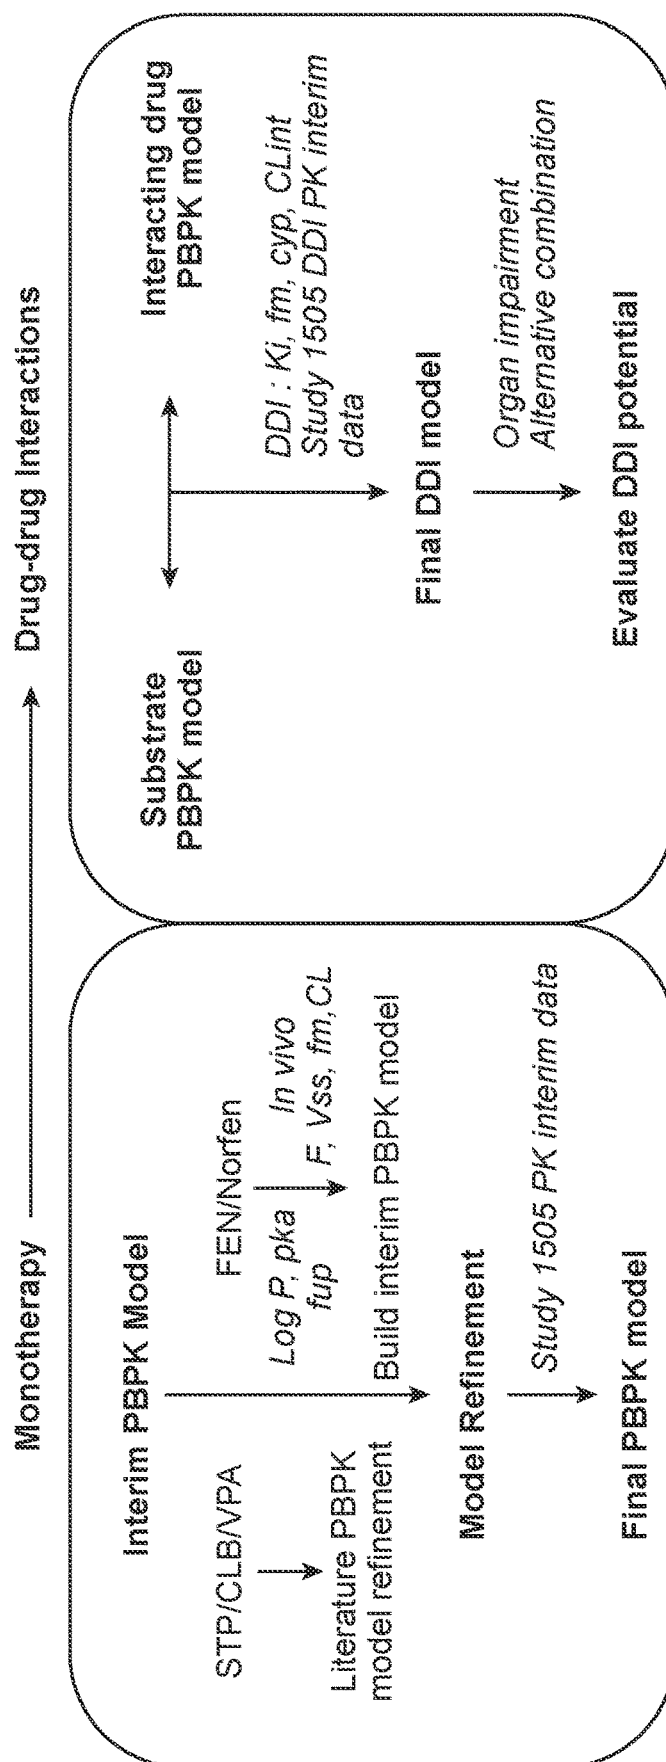 Monotherapy
Drug-drug Interactions
Interim PBPK Model
STP/CLB/VPA
Literature PBPK
model refinement
FEN/Norfen
Log P, pka
fup
In vivo
F, Vss, fm,CL
Build interim PBPK model
Model Refinement
Study 1505 PK interim data
Final PBPK model
Substrate
PBPK model
Interacting drug
PBPK model
DDI : Ki, fm, cyp, CLint
Study 1505 DDI PK interim
data
Final DDI model
Organ impairment
Alternative combination
Evaluate DDI potential